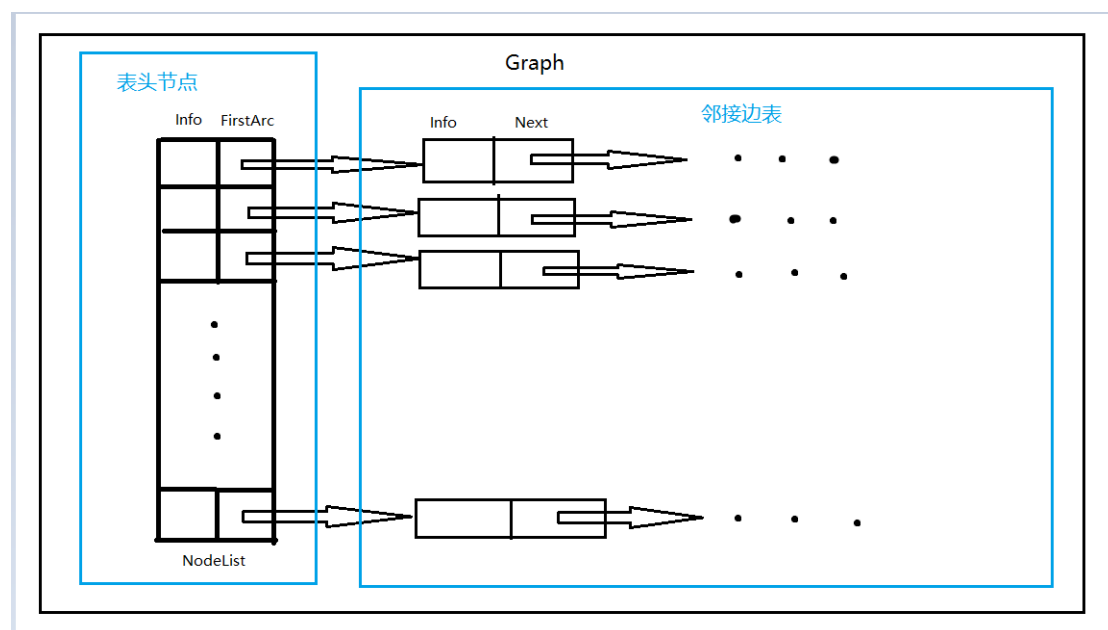 Graph
表头节点
邻接边表
Info FirstArc
Info Next
NodeList